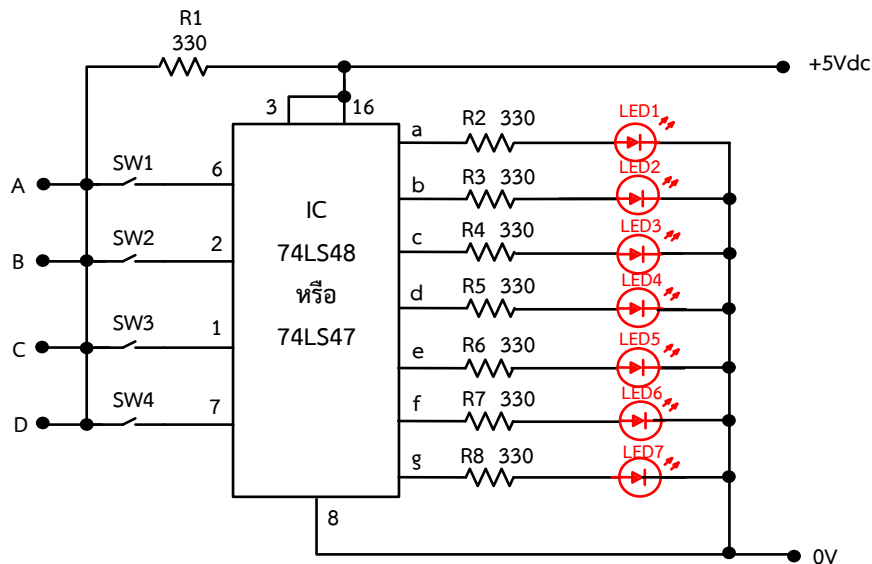 R1
330
+5Vdc
3
16
a
R2 330
LED1
A
SW1
6
b
R3 330
LED2
B
SW2
2
IC
74LS48
หรือ
74LS47
c
R4 330
LED3
d
R5 330
LED4
C
SW3
1
e
R6 330
LED5
D
SW4
7
f
R7 330
LED6
g
R8 330
LED7
8
0V